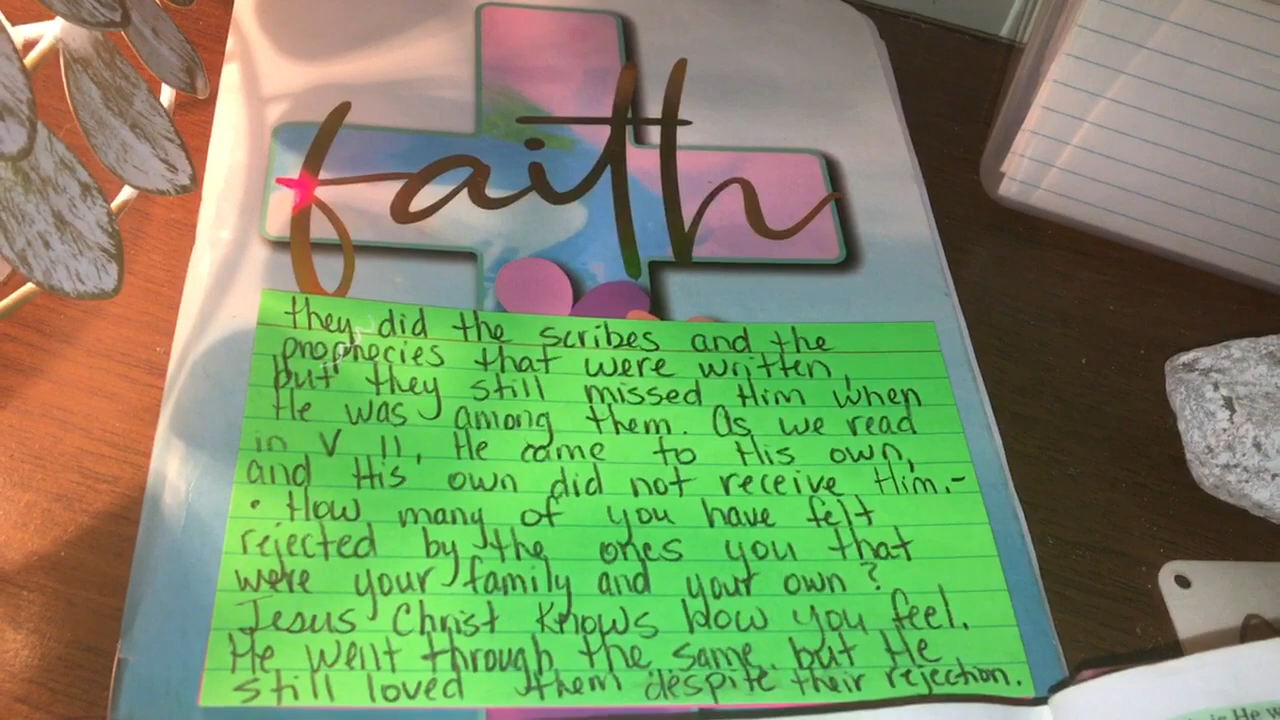 faith
they did the scribes and the
prophecies that were written,
but they still missed Him when
He was among them. As we read
in V 11, He came to His own,
and His own did not receive Him.-
• How many of you have felt
rejected by the ones you that
were your family and your own?
Jesus Christ knows how you feel.
He went through the same, but He
still loved them despite their rejection.
He w